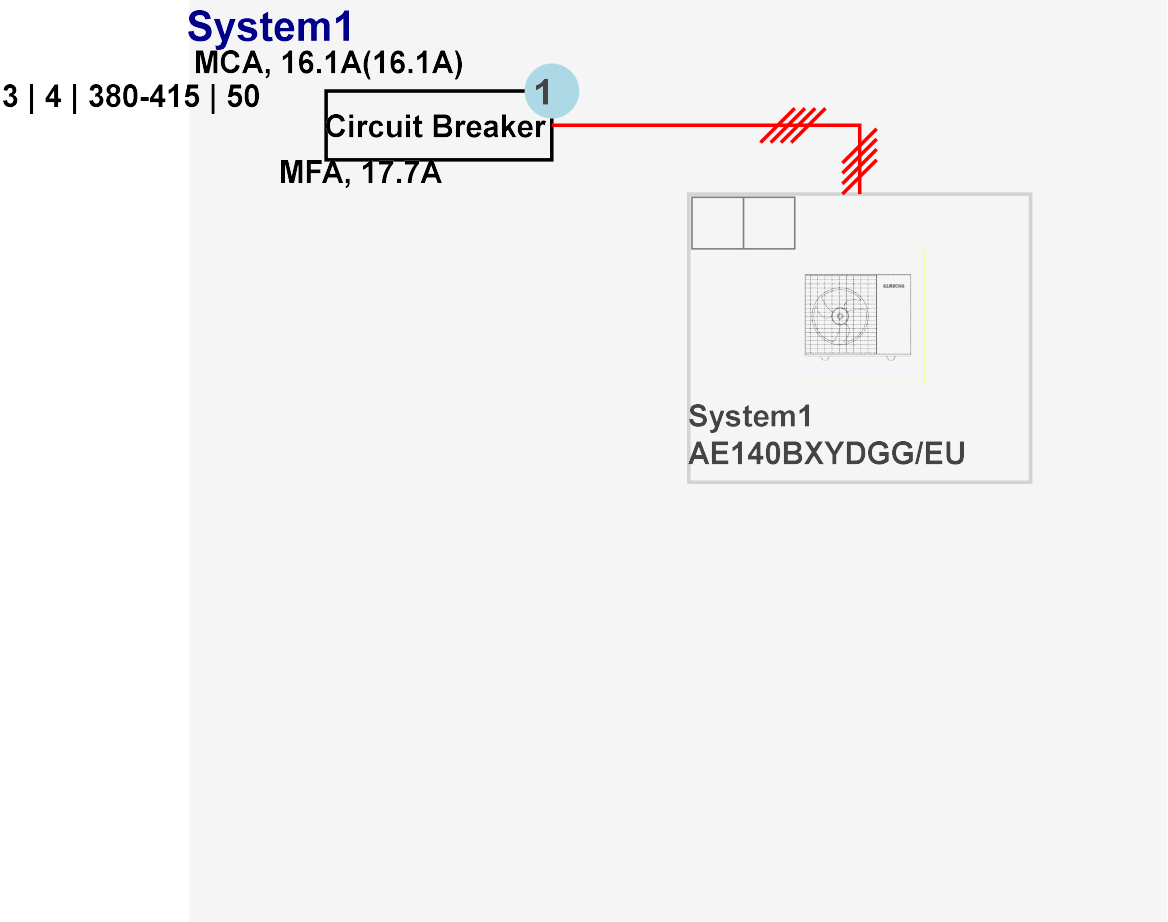 System1
MCA, 16.1A(16.1A)
3 | 4 | 380-415 | 50
1
Circuit Breaker
MFA, 17.7A
SAMSUNG
System1
AE140BXYDGG/EU